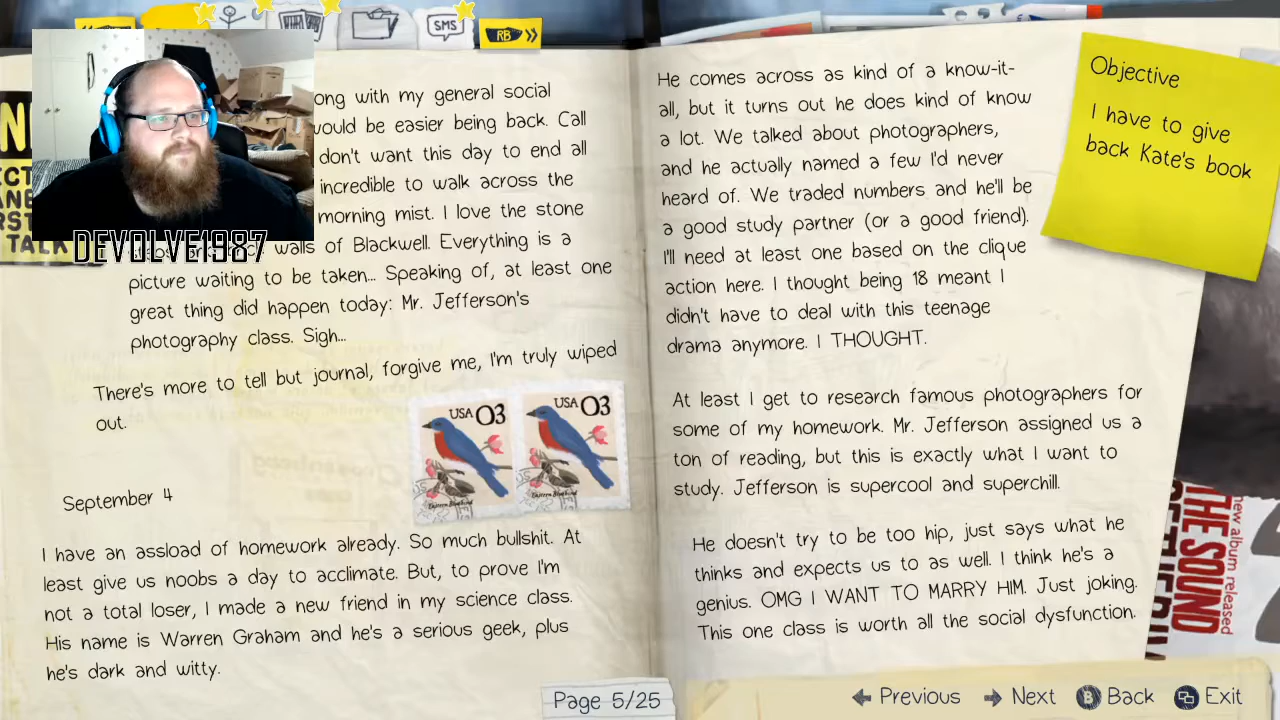 SMS
RB
ong with my general social
would be easier being back. Call
don't want this day to end all
incredible to walk across the
morning mist. I love the stone
walls of Blackwell. Everything is a
picture waiting to be taken... Speaking of, at least one
great thing did happen today: Mr. Jefferson's
photography class. Sigh...
There's more to tell but journal, forgive me, I'm truly wiped
out.
DEVOLVE1987
TALK
USA 03
USA 03
Eastern Bluebird
Eastern Bluebird
September 4
I have an assload of homework already. So much bullshit. At
least give us noobs a day to acclimate. But, to prove I'm
not a total loser, I made a new friend in my science class.
His name is Warren Graham and he's a serious geek, plus
he's dark and witty.
He comes across as kind of a know-it-
all, but it turns out he does kind of know
a lot. We talked about photographers,
and he actually named a few I'd never
heard of. We traded numbers and he'll be
a good study partner (or a good friend).
I'll need at least one based on the clique
action here. I thought being 18 meant I
didn't have to deal with this teenage
drama anymore. I THOUGHT.
At least I get to research famous photographers for
some of my homework. Mr. Jefferson assigned us a
ton of reading, but this is exactly what I want to
study. Jefferson is supercool and superchill.
He doesn't try to be too hip, just says what he
thinks and expects us to as well. I think he's a
genius. OMG I WANT TO MARRY HIM. Just joking.
This one class is worth all the social dysfunction.
Objective
I have to give
back Kate's book
new album released
THE SOUND
Page 5/25
Previous
Next
B Back
Exit